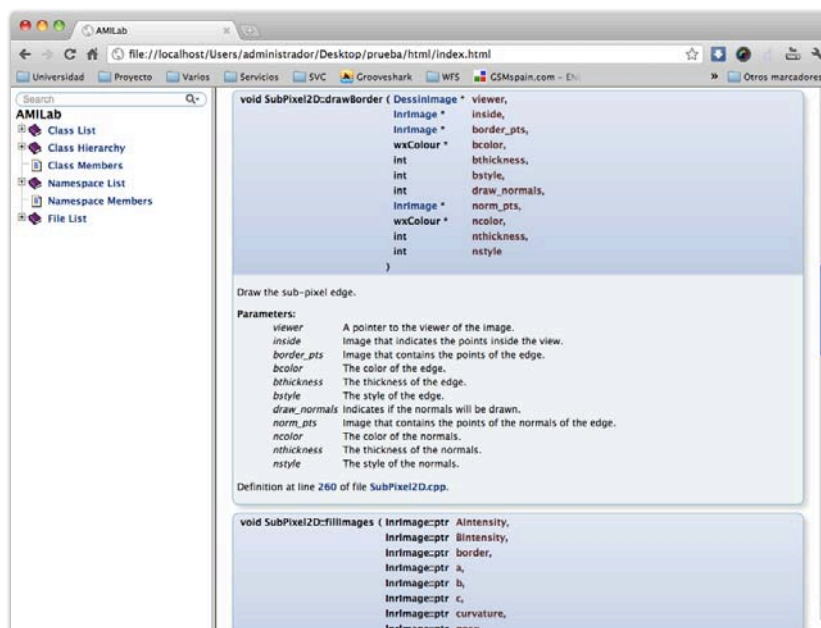 AMILab
file://localhost/Users/administrador/Desktop/prueba/html/index.html
Universidad Proyecto Varios Servicios SVC Grooveshark WFS GSMspain.com - EN » Otros marcadores
Search
AMILab
Class List
Class Hierarchy
Class Members
Namespace List
Namespace Members
File List
void SubPixel2D::drawBorder ( DessinImage * viewer,
InrImage * inside,
InrImage * border_pts,
wxColour * bcolor,
int bthickness,
int bstyle,
int draw_normals,
InrImage * norm_pts,
wxColour * ncolor,
int nthickness,
int nstyle
)
Draw the sub-pixel edge.
Parameters:
viewer A pointer to the viewer of the image.
inside Image that indicates the points inside the view.
border_pts Image that contains the points of the edge.
bcolor The color of the edge.
bthickness The thickness of the edge.
bstyle The style of the edge.
draw_normals Indicates if the normals will be drawn.
norm_pts Image that contains the points of the normals of the edge.
ncolor The color of the normals.
nthickness The thickness of the normals.
nstyle The style of the normals.
Definition at line 260 of file SubPixel2D.cpp.
void SubPixel2D::fillImages ( InrImage::ptr AIntensity,
InrImage::ptr BIntensity,
InrImage::ptr border,
InrImage::ptr a,
InrImage::ptr b,
InrImage::ptr c,
InrImage::ptr curvature,